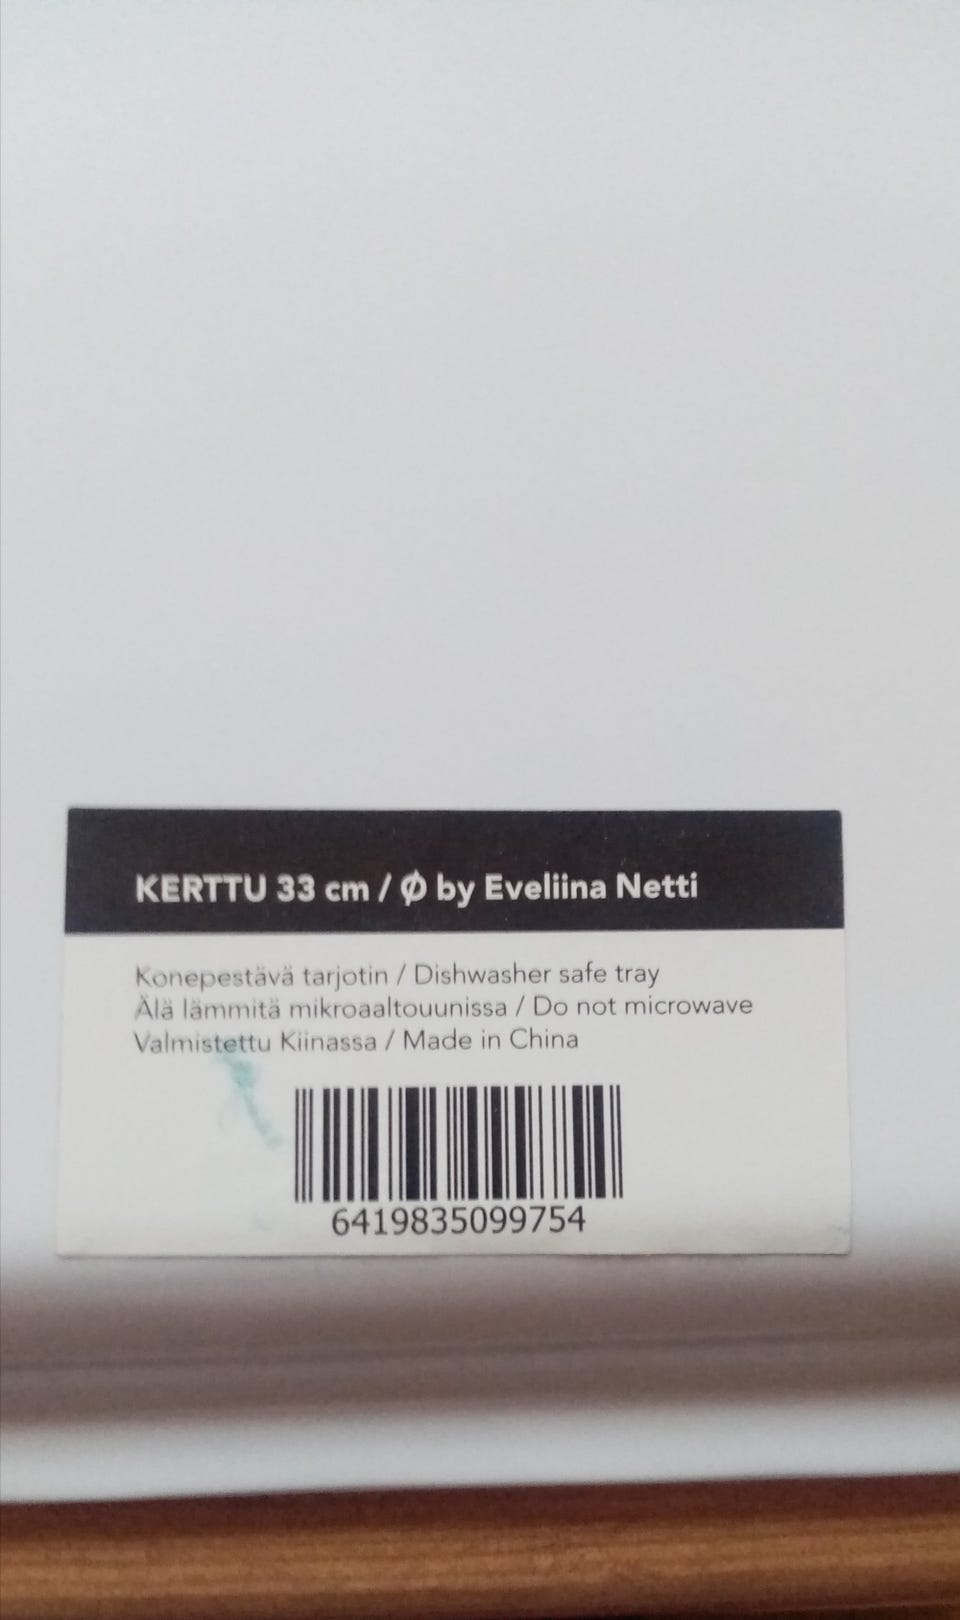 KERTTU 33 cm / Ø by Eveliina Netti
Konepestävä tarjotin / Dishwasher safe tray
Älä lämmitä mikroaaltouunissa / Do not microwave
Valmistettu Kiinassa / Made in China
6419835099754